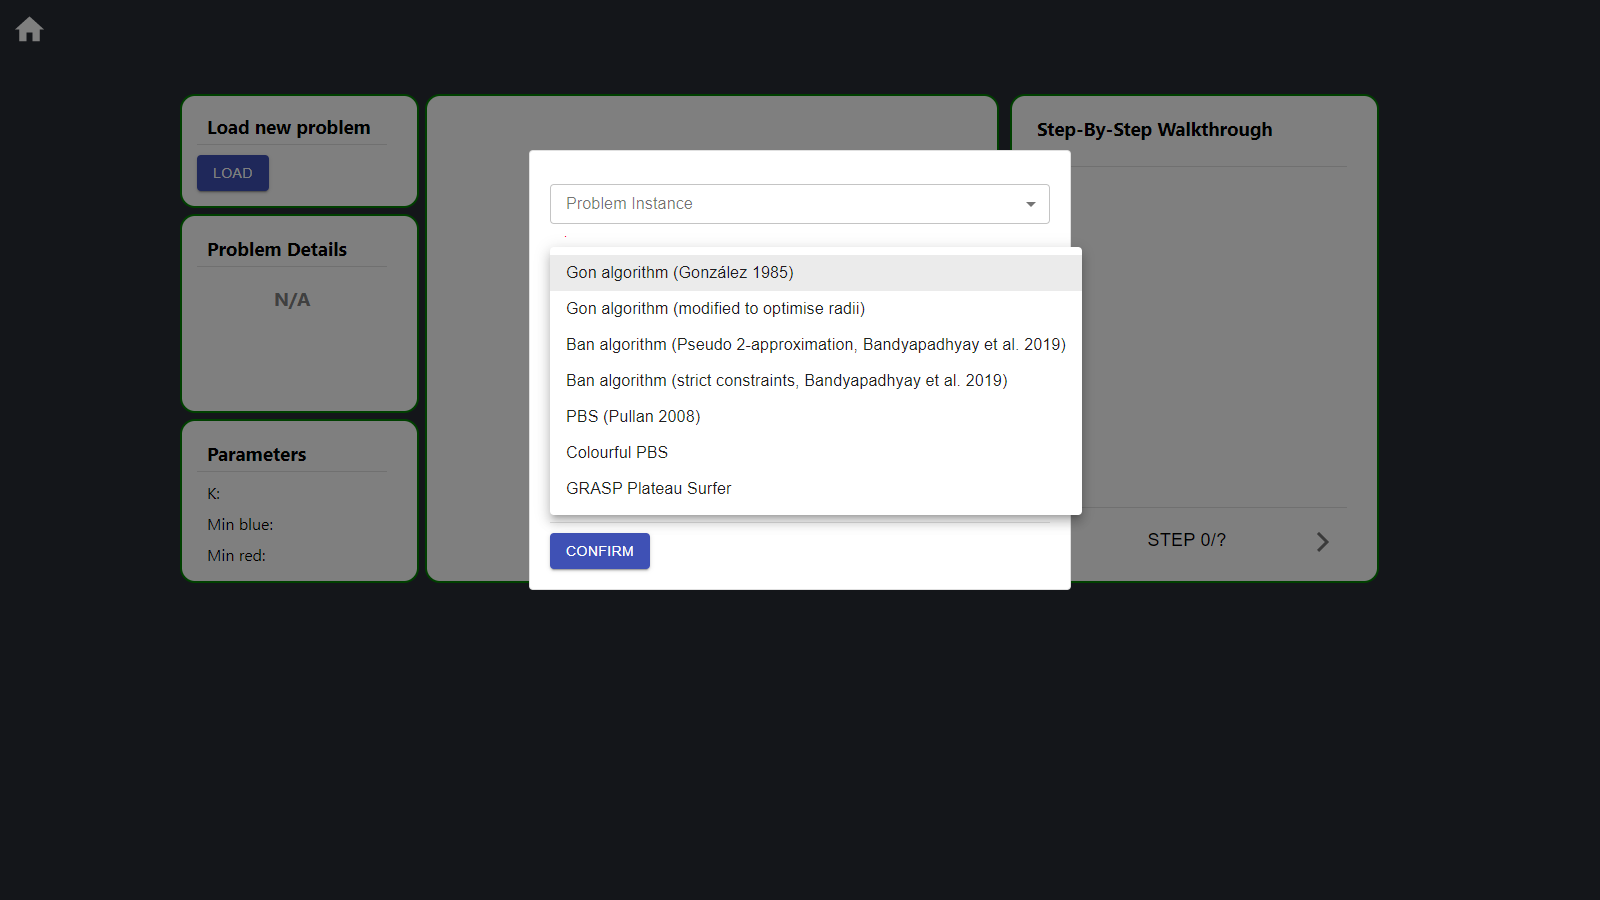 Load new problem
LOAD
Problem Details
N/A
Parameters
K:
Min blue:
Min red:
Problem Instance
Gon algorithm (González 1985)
Gon algorithm (modified to optimise radii)
Ban algorithm (Pseudo 2-approximation, Bandyapadhyay et al. 2019)
Ban algorithm (strict constraints, Bandyapadhyay et al. 2019)
PBS (Pullan 2008)
Colourful PBS
GRASP Plateau Surfer
CONFIRM
Step-By-Step Walkthrough
STEP 0/?